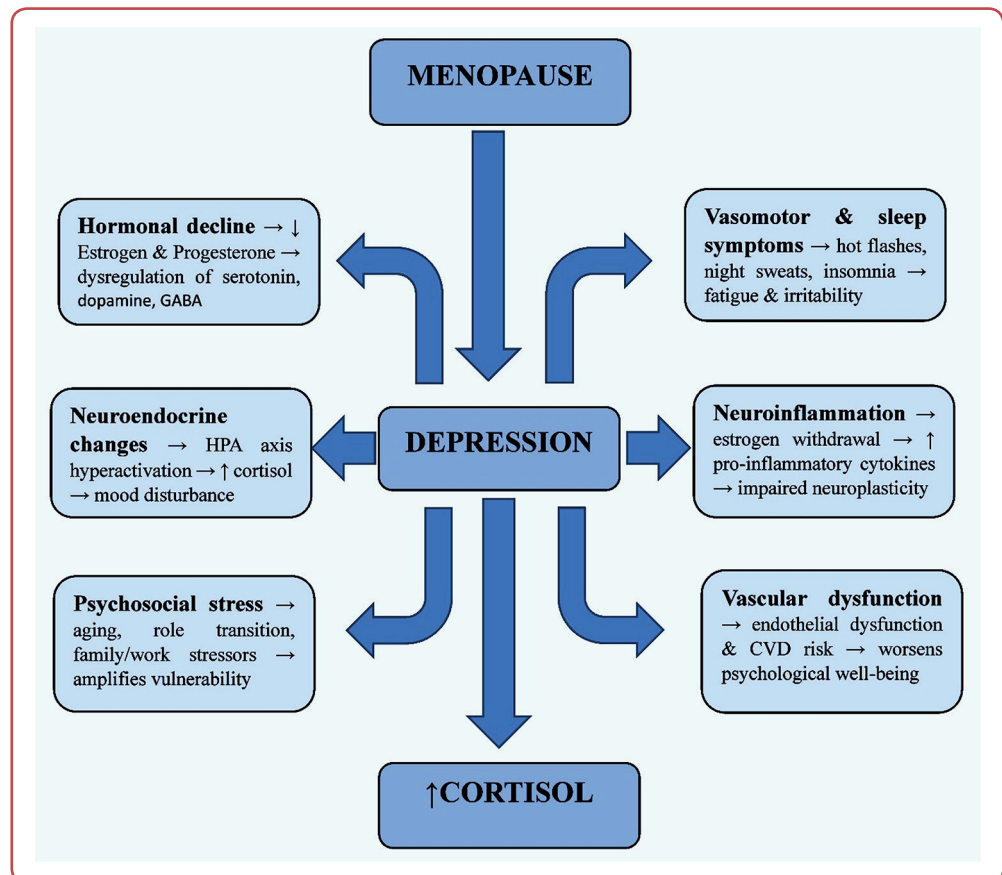 MENOPAUSE
Hormonal decline → ↓
Estrogen & Progesterone →
dysregulation of serotonin,
dopamine, GABA
Vasomotor & sleep
symptoms → hot flashes,
night sweats, insomnia →
fatigue & irritability
Neuroendocrine
changes → HPA axis
hyperactivation → ↑ cortisol
→ mood disturbance
DEPRESSION
Neuroinflammation →
estrogen withdrawal → ↑
pro-inflammatory cytokines
→ impaired neuroplasticity
Psychosocial stress →
aging, role transition,
family/work stressors →
amplifies vulnerability
Vascular dysfunction
→ endothelial dysfunction
& CVD risk → worsens
psychological well-being
↑CORTISOL